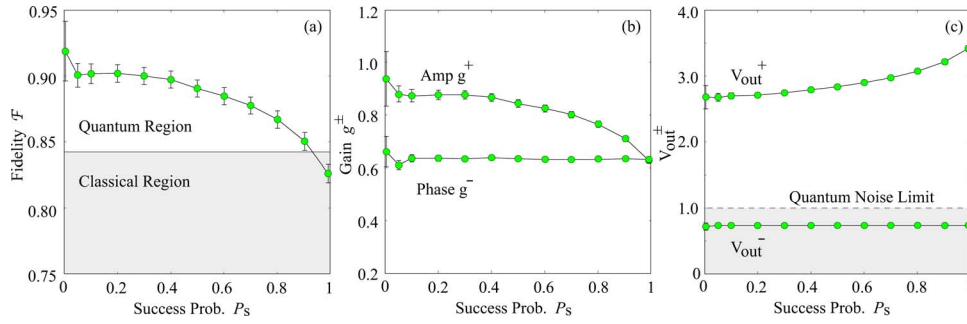 (a)
0.95
0.90
0.85
0.80
0.75
Fidelity ℱ
Quantum Region
Classical Region
0 0.2 0.4 0.6 0.8 1
Success Prob. Ps
(b)
1.2
1.0
0.8
0.6
0.4
0.2
Gain g±
Amp g+
Phase g-
0 0.2 0.4 0.6 0.8 1
Success Prob. Ps
(c)
4.0
3.0
2.0
1.0
0
Vout±
Vout+
Quantum Noise Limit
Vout-
0 0.2 0.4 0.6 0.8 1
Success Prob. Ps